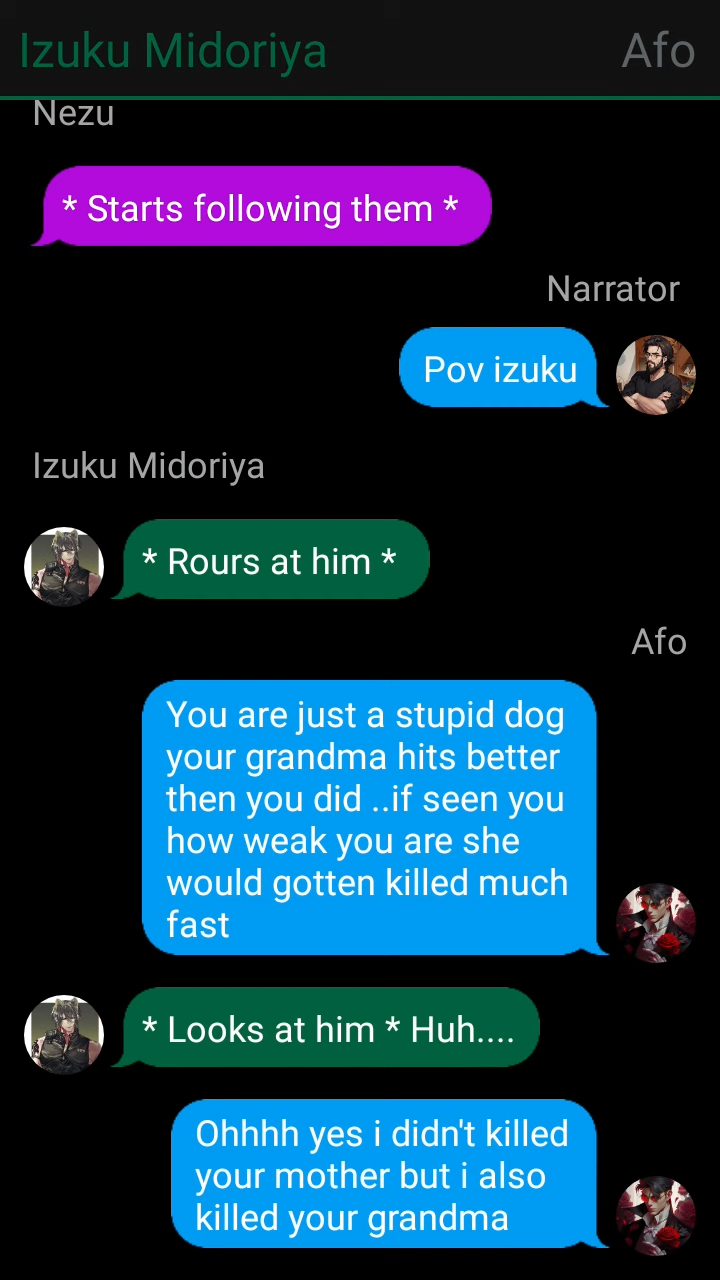 Izuku Midoriya
Afo
Nezu
* Starts following them *
Narrator
Pov izuku
Izuku Midoriya
* Rours at him *
Afo
You are just a stupid dog
your grandma hits better
then you did ..if seen you
how weak you are she
would gotten killed much
fast
* Looks at him * Huh....
Ohhhh yes i didn't killed
your mother but i also
killed your grandma